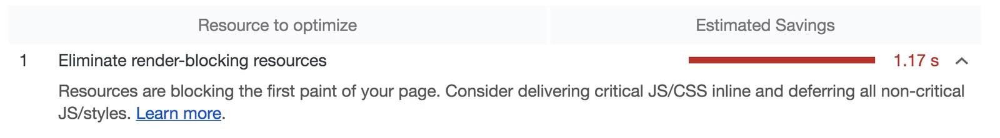 Resource to optimize
Estimated Savings
1 Eliminate render-blocking resources 1.17 s
Resources are blocking the first paint of your page. Consider delivering critical JS/CSS inline and deferring all non-critical
JS/styles. Learn more.